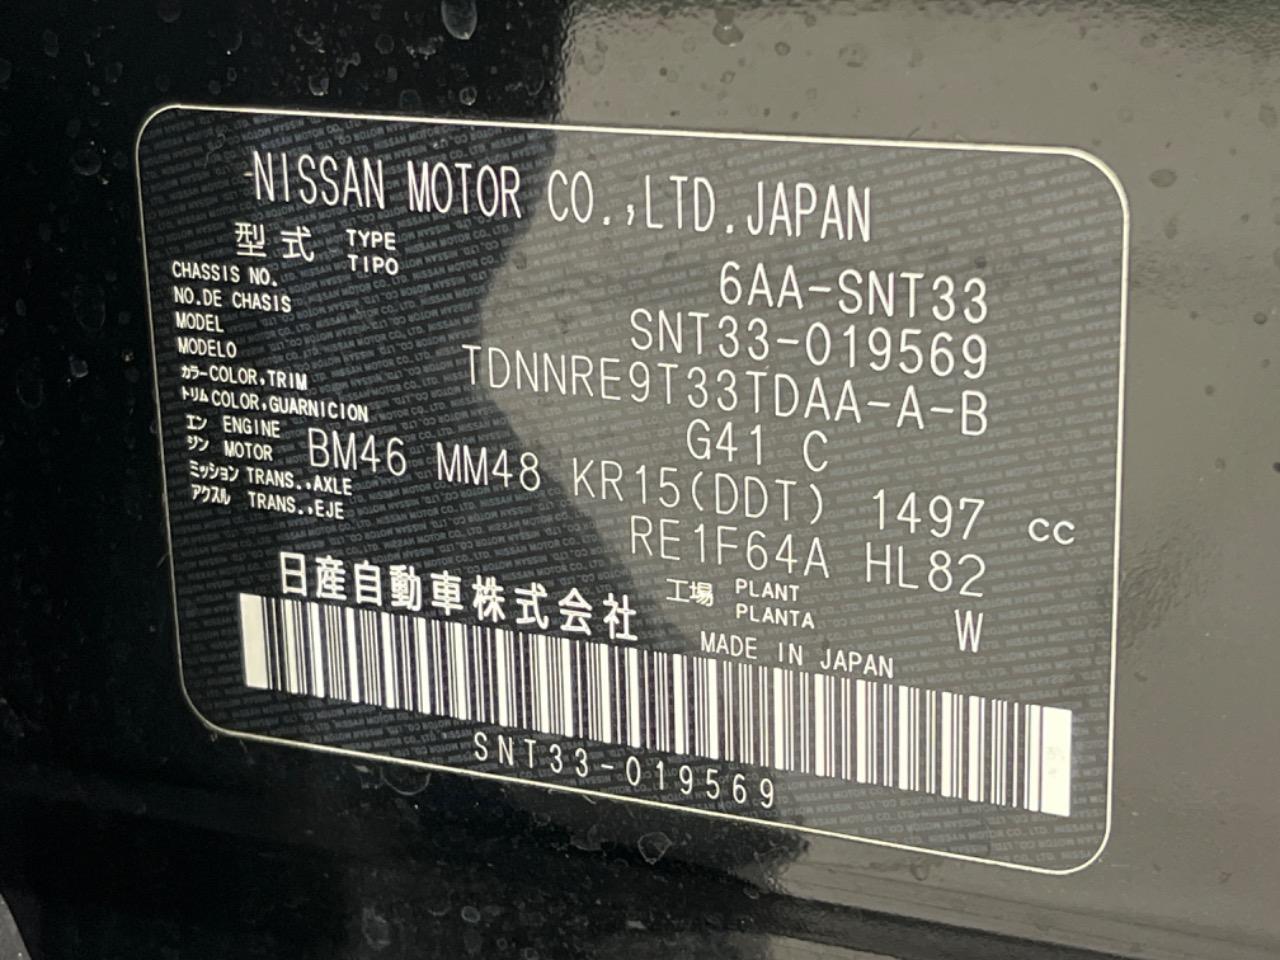 NISSAN MOTOR CO.,LTD.JAPAN
型式 TYPE TIPO 6AA-SNT33
CHASSIS NO.
NO.DE CHASIS SNT33-019569
MODEL
MODELO TDNNRE9T33TDAA-A-B
カラー COLOR,TRIM
トリム COLOR,GUARNICION G41 C
エンジン ENGINE MOTOR BM46 MM48 KR15(DDT) 1497 cc
ミッション TRANS.,AXLE
アクスル TRANS.,EJE RE1F64A HL82
工場 PLANT PLANTA W
日産自動車株式会社 MADE IN JAPAN
SNT33-019569